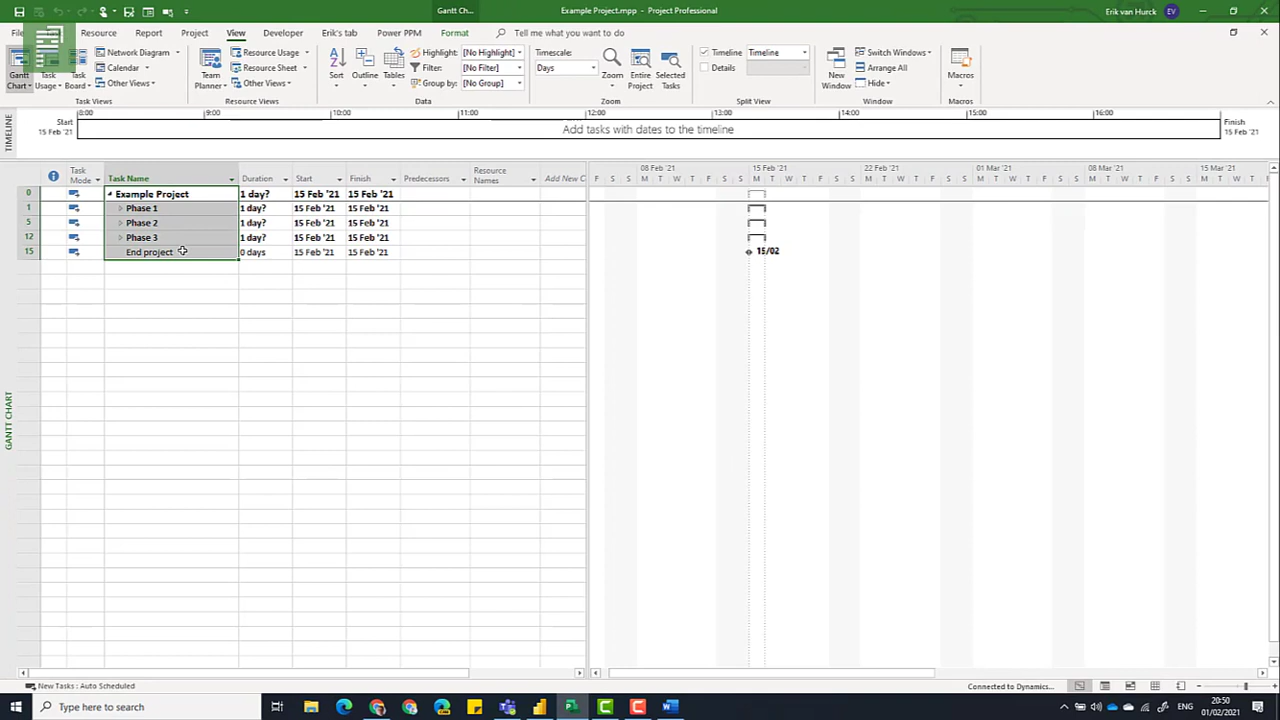 Gantt Ch...
Example Project.mpp - Project Professional
Erik van Hurck
EV
Resource
Project
View
Report
Developer
Erik's tab
Power PPM
Format
Tell me what you want to do
Gantt
Chart
Task
Usage
Task
Board
Network Diagram
Calendar
Other Views
Task Views
Team
Planner
Resource Usage
Resource Sheet
Other Views
Resource Views
Sort
Outline
Tables
Highlight: [No Highlight]
Filter: [No Filter]
Group by: [No Group]
Data
Timescale:
Days
Zoom
Entire
Project
Selected
Tasks
Zoom
Timeline Timeline
Details
Split View
New
Window
Switch Windows
Arrange All
Hide
Window
Macros
Macros
TIMELINE
Start
15 Feb '21
8:00 9:00 10:00 11:00 12:00 13:00 14:00 15:00 16:00
Add tasks with dates to the timeline
Finish
15 Feb '21
Task
Mode
Task Name
Duration
Start
Finish
Predecessors
Resource
Names
Add New C
08 Feb '21 15 Feb '21 22 Feb '21 01 Mar '21 08 Mar '21 15 Mar '21
F S S M T W T F S S M T W T F S S M T W T F S S M T W T F S S M T W T F S S M T W T F
0 Example Project 1 day? 15 Feb '21 15 Feb '21
1 Phase 1 1 day? 15 Feb '21 15 Feb '21
5 Phase 2 1 day? 15 Feb '21 15 Feb '21
12 Phase 3 1 day? 15 Feb '21 15 Feb '21
15 End project 0 days 15 Feb '21 15 Feb '21 15/02
GANTT CHART
New Tasks : Auto Scheduled
Connected to Dynamics...
Type here to search
20:50
01/02/2021